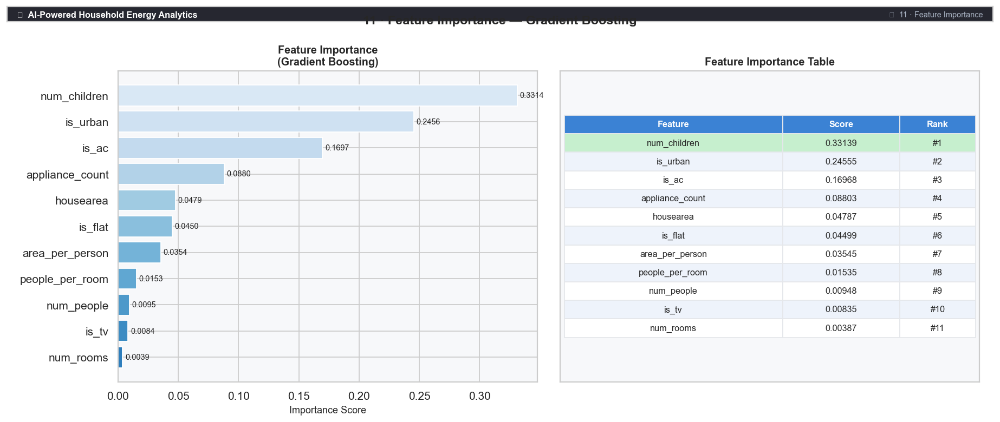 AI-Powered Household Energy Analytics
11 · Feature Importance
11 · Feature Importance — Gradient Boosting
Feature Importance
(Gradient Boosting)
num_children
0.3314
is_urban
0.2456
is_ac
0.1697
appliance_count
0.0880
housearea
0.0479
is_flat
0.0450
area_per_person
0.0354
people_per_room
0.0153
num_people
0.0095
is_tv
0.0084
num_rooms
0.0039
0.00 0.05 0.10 0.15 0.20 0.25 0.30
Importance Score
Feature Importance Table
Feature Score Rank
num_children 0.33139 #1
is_urban 0.24555 #2
is_ac 0.16968 #3
appliance_count 0.08803 #4
housearea 0.04787 #5
is_flat 0.04499 #6
area_per_person 0.03545 #7
people_per_room 0.01535 #8
num_people 0.00948 #9
is_tv 0.00835 #10
num_rooms 0.00387 #11